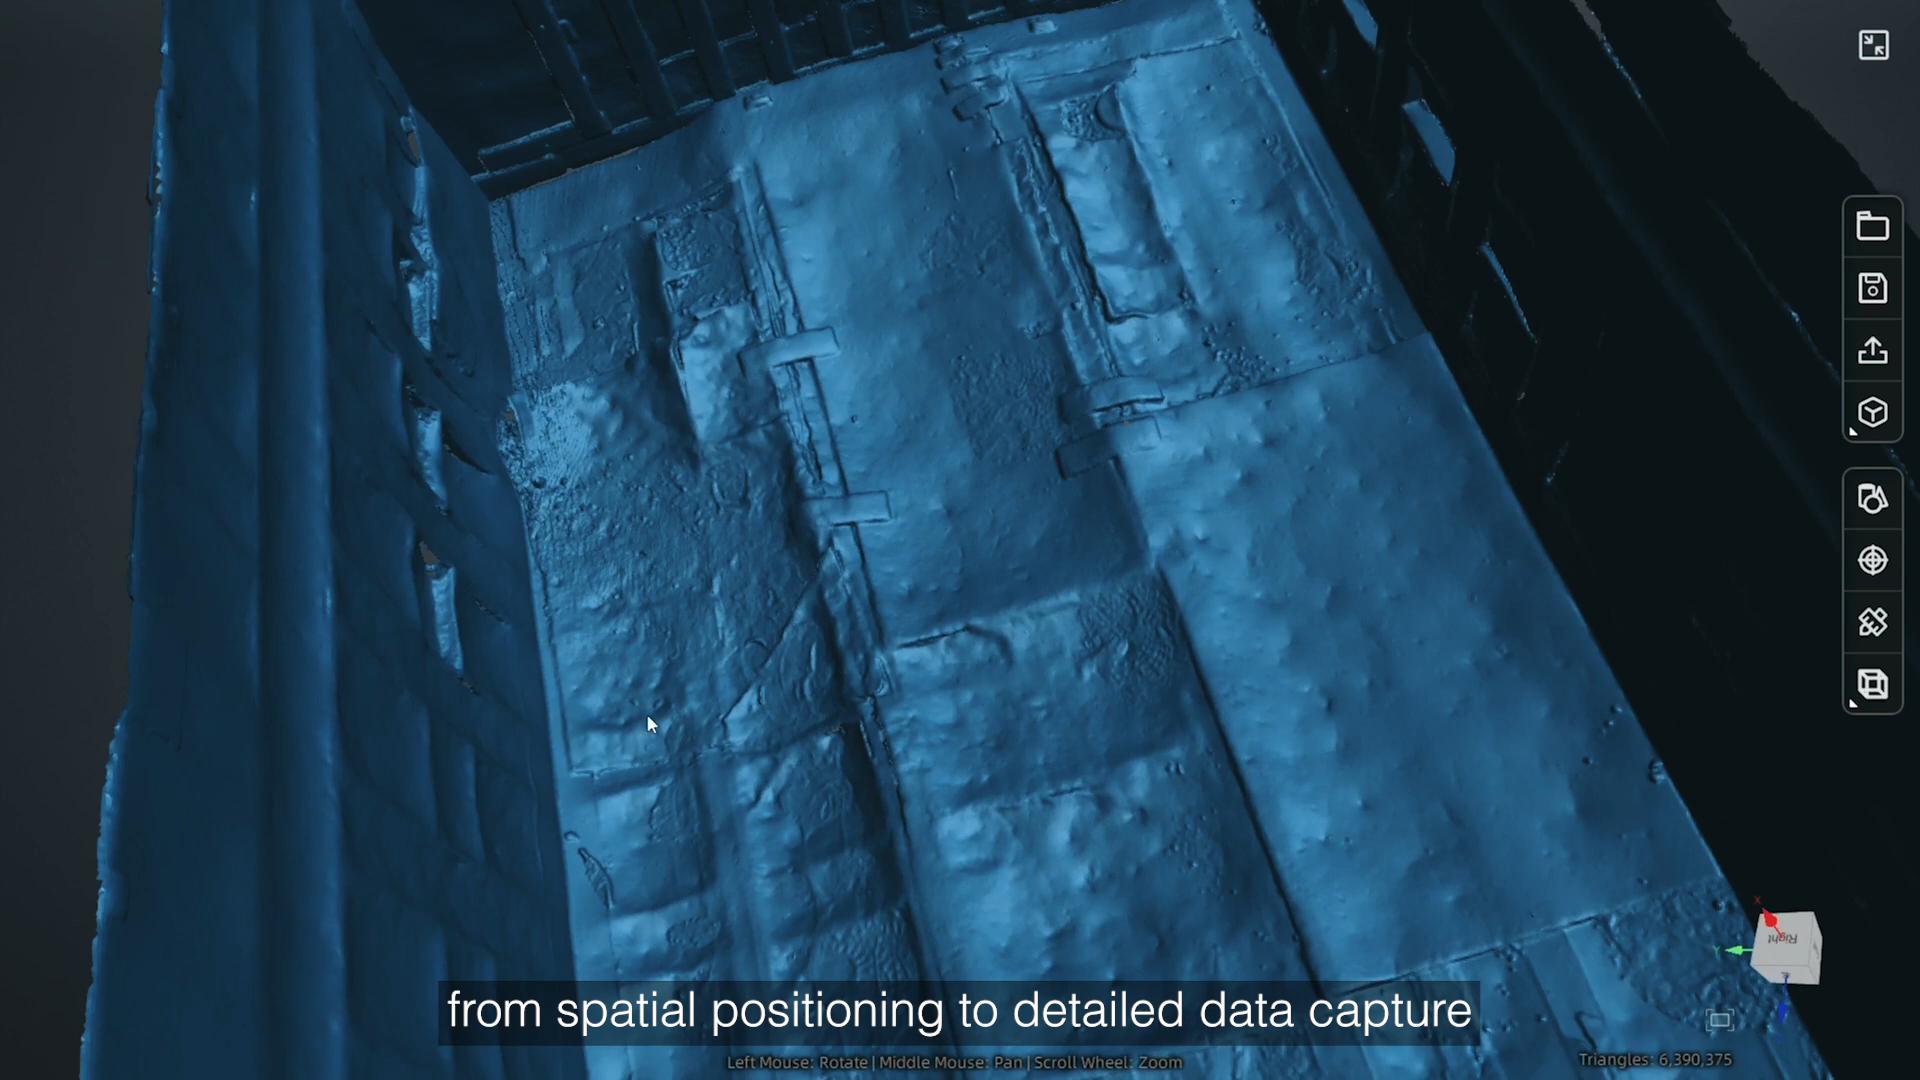 X
Y
Right
from spatial positioning to detailed data capture
Left Mouse: Rotate | Middle Mouse: Pan | Scroll Wheel: Zoom
Triangles: 6,390,375